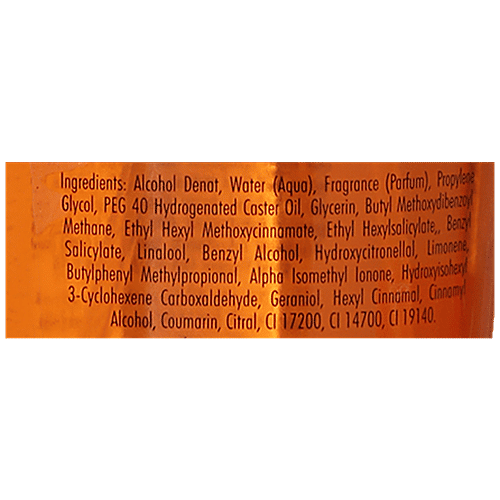 Ingredients: Alcohol Denat, Water (Aqua), Fragrance (Parfum), Propylene
Glycol, PEG 40 Hydrogenated Caster Oil, Glycerin, Butyl Methoxydibenzoyl
Methane, Ethyl Hexyl Methoxycinnamate, Ethyl Hexylsalicylate,, Benzyl
Salicylate, Linalool, Benzyl Alcohol, Hydroxycitronellal, Limonene,
Butylphenyl Methylpropional, Alpha Isomethyl Ionone, Hydroxyisohexyl
3-Cyclohexene Carboxaldehyde, Geraniol, Hexyl Cinnamal, Cinnamyl
Alcohol, Coumarin, Citral, CI 17200, CI 14700, CI 19140.